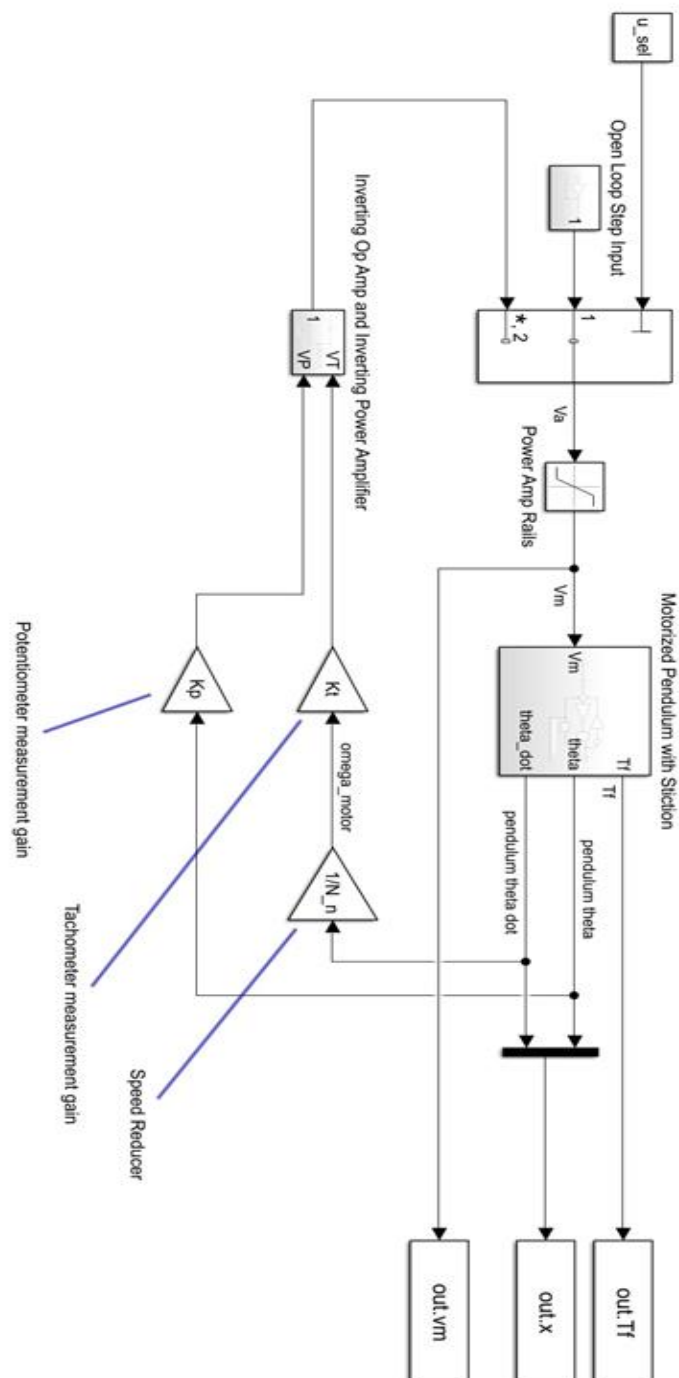 u_sel
Open Loop Step Input
1
1
*, 2
Va
Power Amp Rails
Vm
Motorized Pendulum with Stiction
Vm
Tf
theta
theta_dot
Tf
pendulum theta
pendulum theta dot
out.Tf
out.x
out.vm
Inverting Op Amp and Inverting Power Amplifier
1
VT
VP
Kt
omega_motor
1/N_n
Kp
Potentiometer measurement gain
Tachometer measurement gain
Speed Reducer